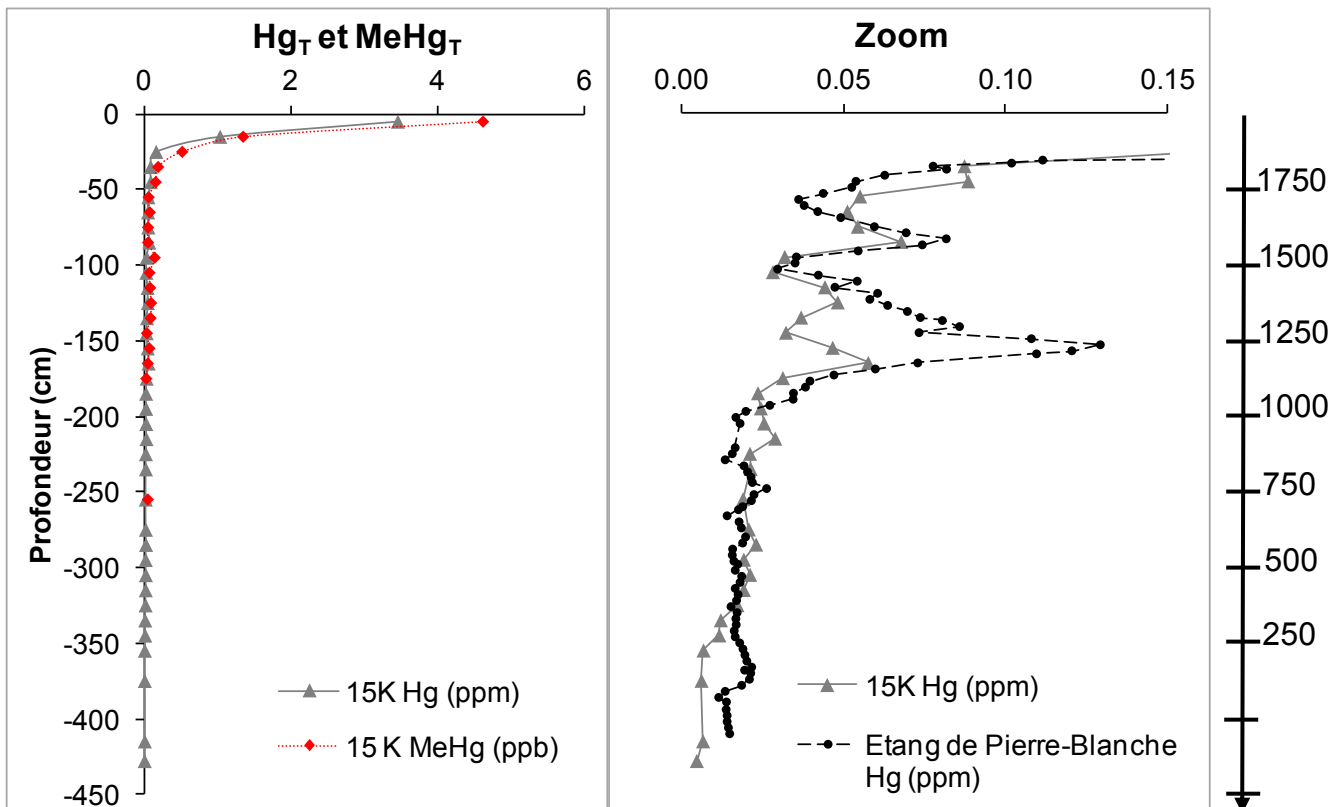 Hg_T et MeHg_T
0 2 4 6
0
-50
-100
-150
-200
-250
-300
-350
-400
-450
Profondeur (cm)
15K Hg (ppm)
15 K MeHg (ppb)
Zoom
0.00 0.05 0.10 0.15
15K Hg (ppm)
Etang de Pierre-Blanche
Hg (ppm)
1750
1500
1250
1000
750
500
250